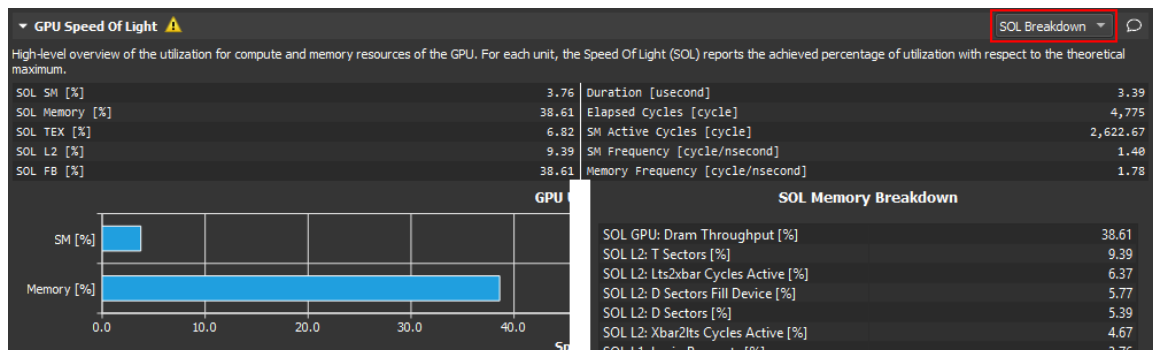 GPU Speed Of Light
SOL Breakdown
High-level overview of the utilization for compute and memory resources of the GPU. For each unit, the Speed Of Light (SOL) reports the achieved percentage of utilization with respect to the theoretical
maximum.
SOL SM [%] 3.76 Duration [usecond] 3.39
SOL Memory [%] 38.61 Elapsed Cycles [cycle] 4,775
SOL TEX [%] 6.82 SM Active Cycles [cycle] 2,622.67
SOL L2 [%] 9.39 SM Frequency [cycle/nsecond] 1.40
SOL FB [%] 38.61 Memory Frequency [cycle/nsecond] 1.78
GPU
SM [%]
Memory [%]
0.0 10.0 20.0 30.0 40.0
SOL Memory Breakdown
SOL GPU: Dram Throughput [%] 38.61
SOL L2: T Sectors [%] 9.39
SOL L2: Lts2xbar Cycles Active [%] 6.37
SOL L2: D Sectors Fill Device [%] 5.77
SOL L2: D Sectors [%] 5.39
SOL L2: Xbar2lts Cycles Active [%] 4.67